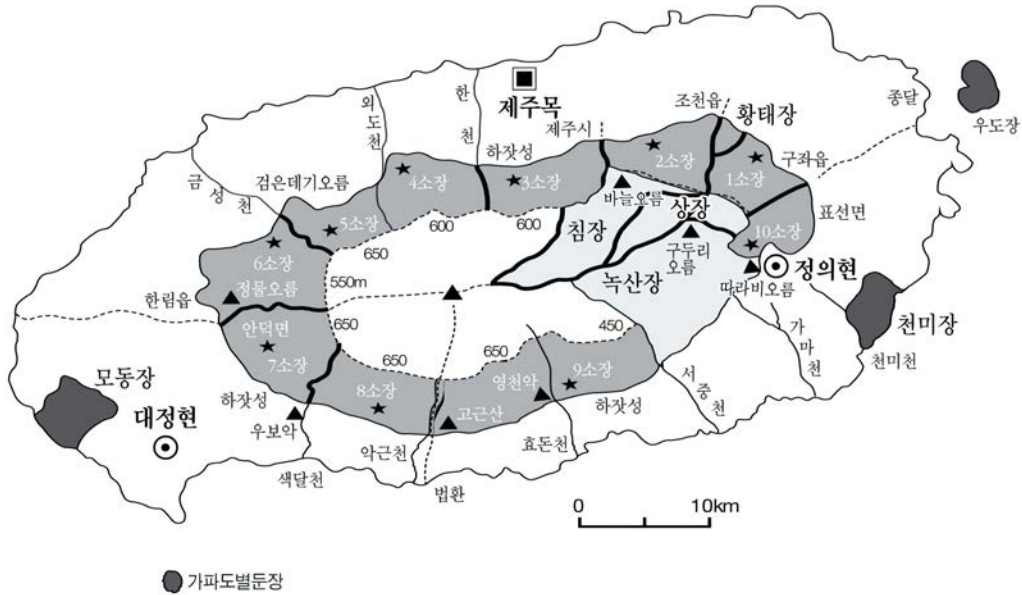 제주목
외도천
한천
제주시
조천읍
황태장
종달
우도장
구좌읍
하잣성
2소장
1소장
4소장
3소장
검은데기오름
금성천
바늘오름
상장
표선면
5소장
600
600
침장
10소장
6소장
650
구두리
오름
정의현
550m
녹산장
따라비오름
정물오름
한림읍
안덕면
650
450
가마천
천미장
7소장
650
650
서중천
천미천
모동장
영천악
9소장
하잣성
8소장
하잣성
대정현
우보악
고근산
악근천
효돈천
색달천
법환
0 10km
가파도별둔장